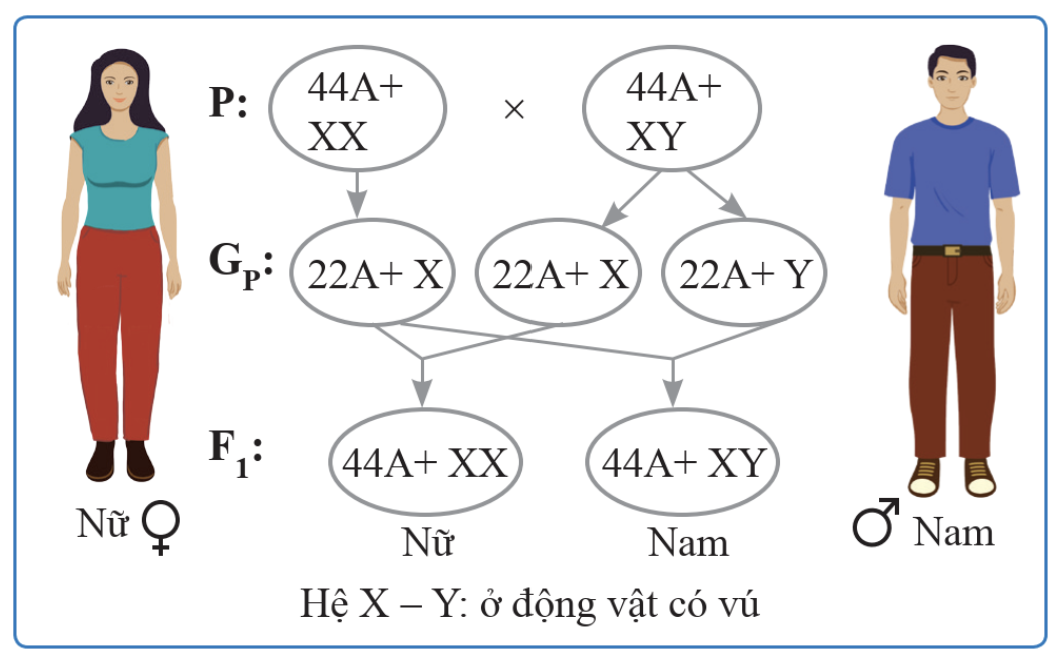 P:
44A+
XX
×
44A+
XY
GP:
22A+ X
22A+ X
22A+ Y
F1:
44A+ XX
44A+ XY
Nữ ♀
Nữ
Nam
♂ Nam
Hệ X – Y: ở động vật có vú